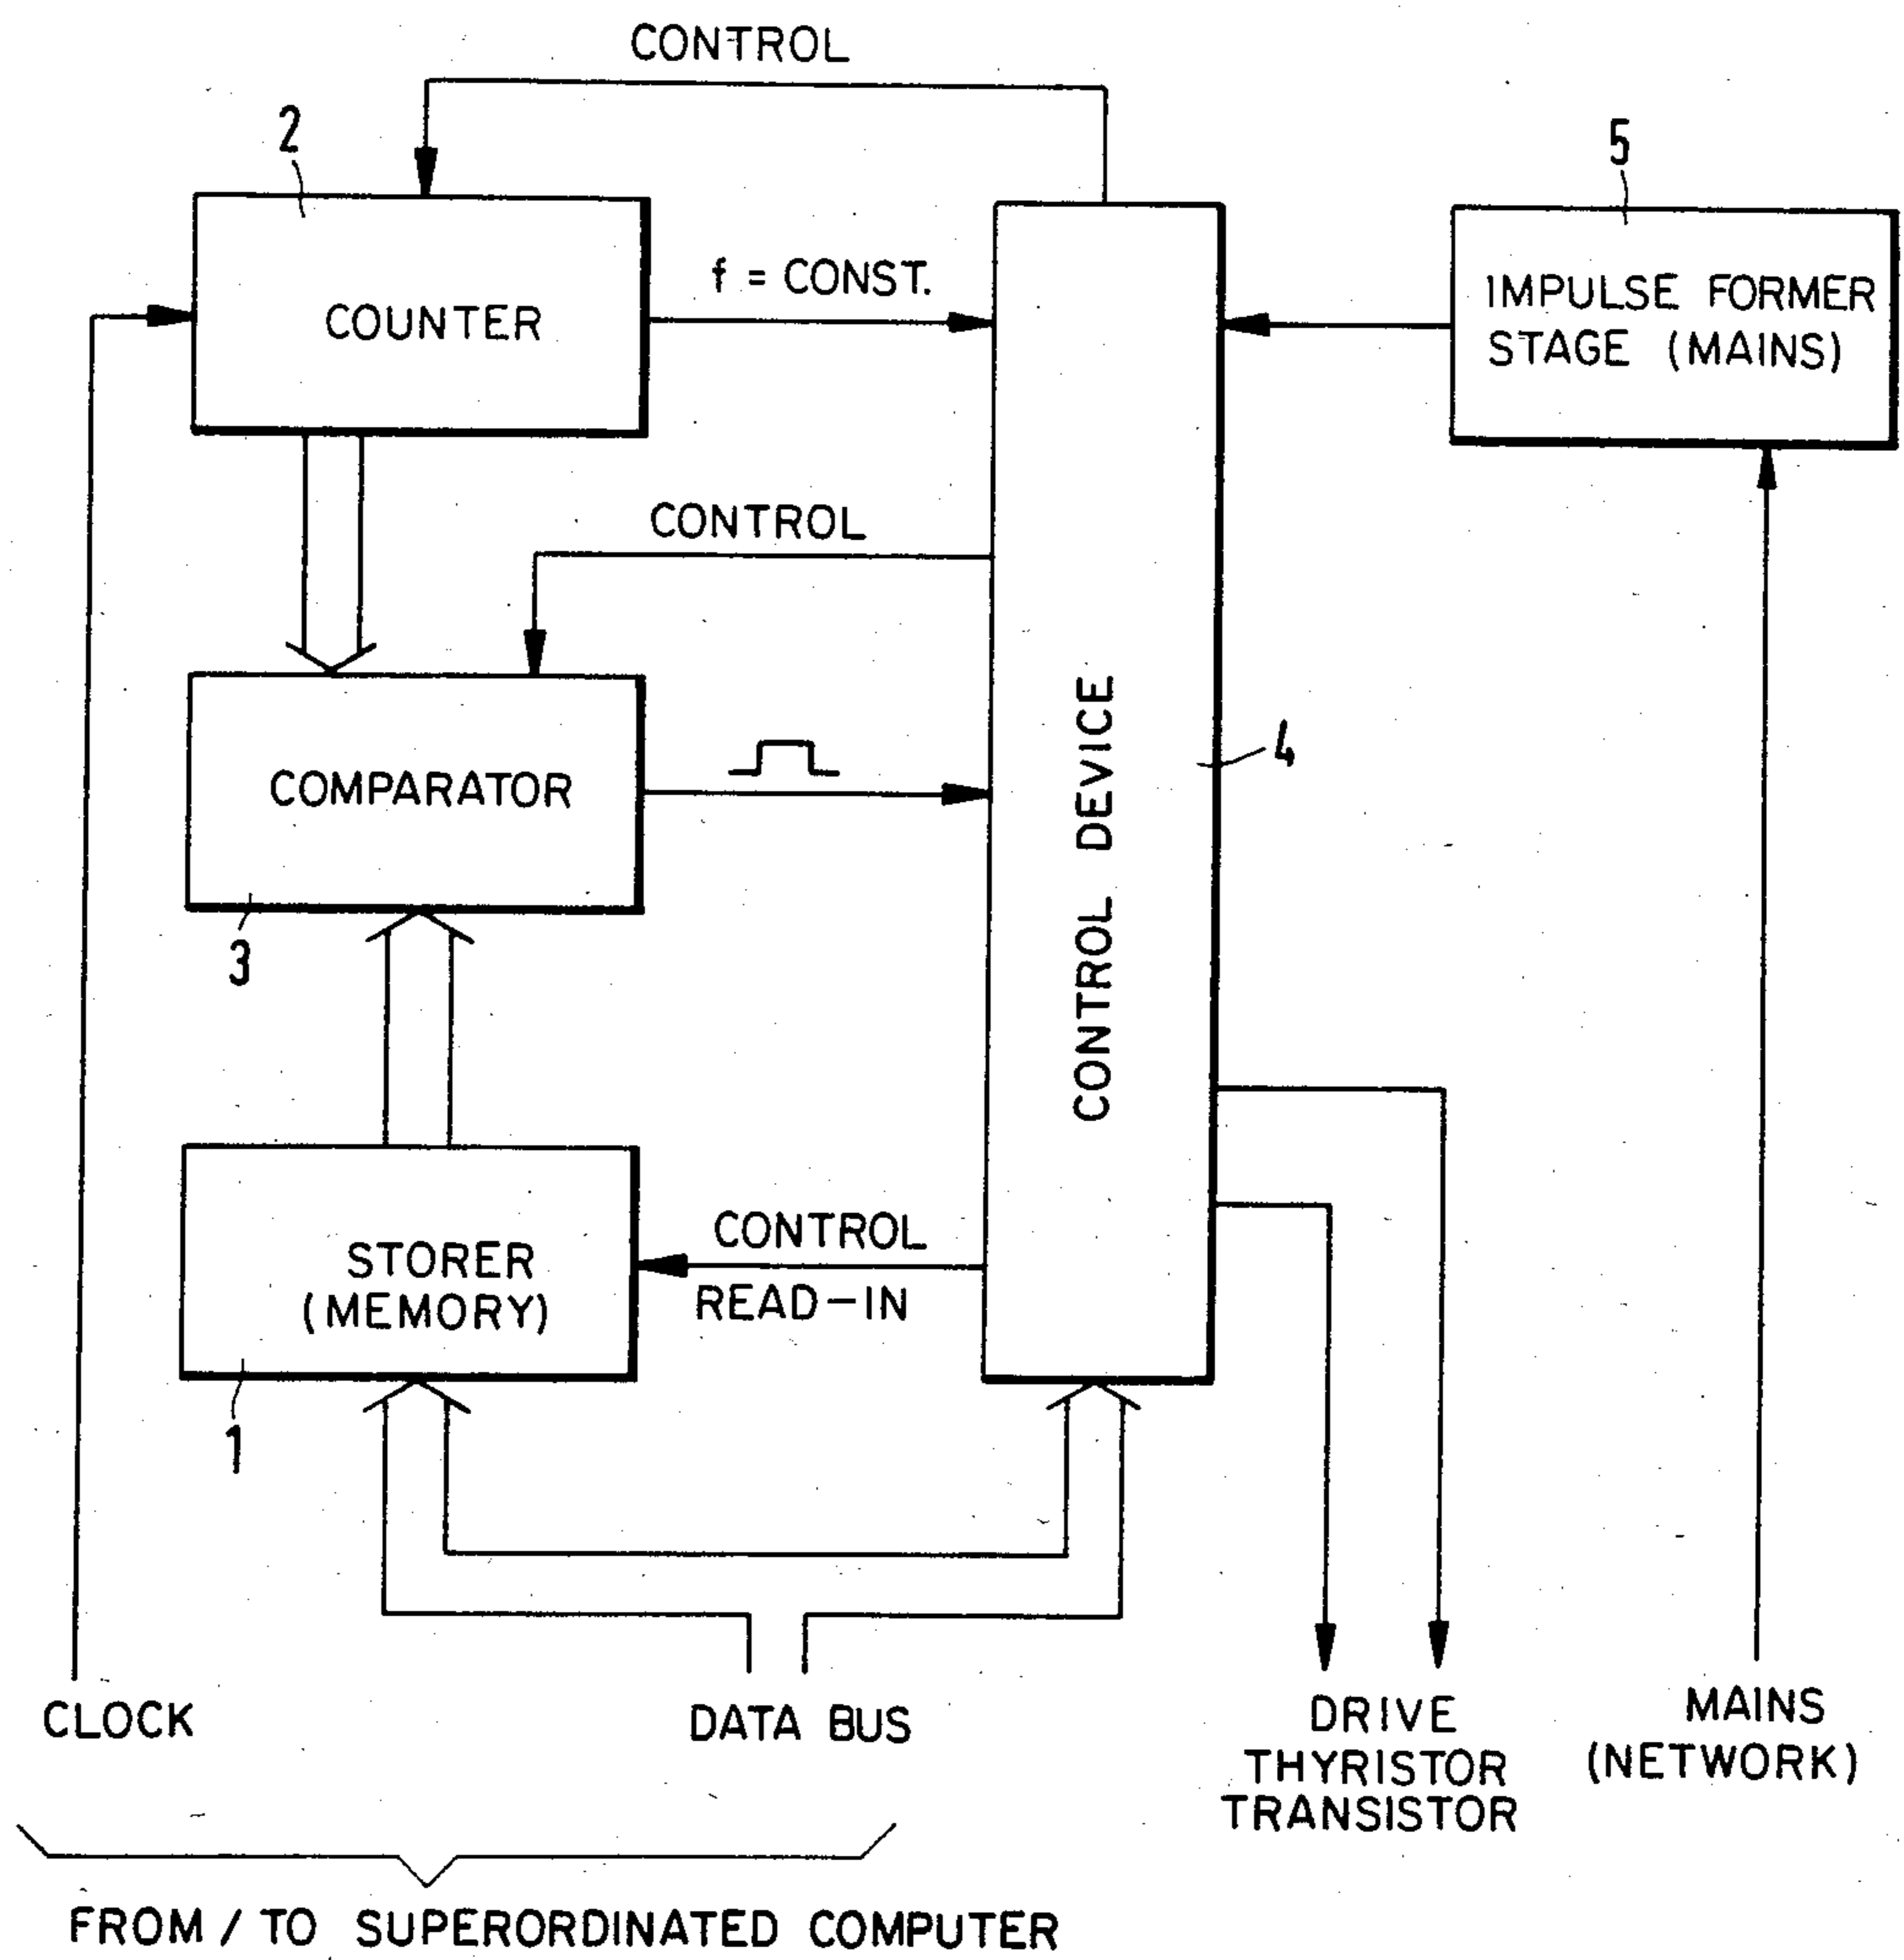 CONTROL
2
5
COUNTER
f = CONST.
IMPULSE FORMER
STAGE (MAINS)
CONTROL
COMPARATOR
3
CONTROL DEVICE
4
STORER
(MEMORY)
CONTROL
READ-IN
1
CLOCK
DATA BUS
DRIVE
THYRISTOR
TRANSISTOR
MAINS
(NETWORK)
FROM / TO SUPERORDINATED COMPUTER